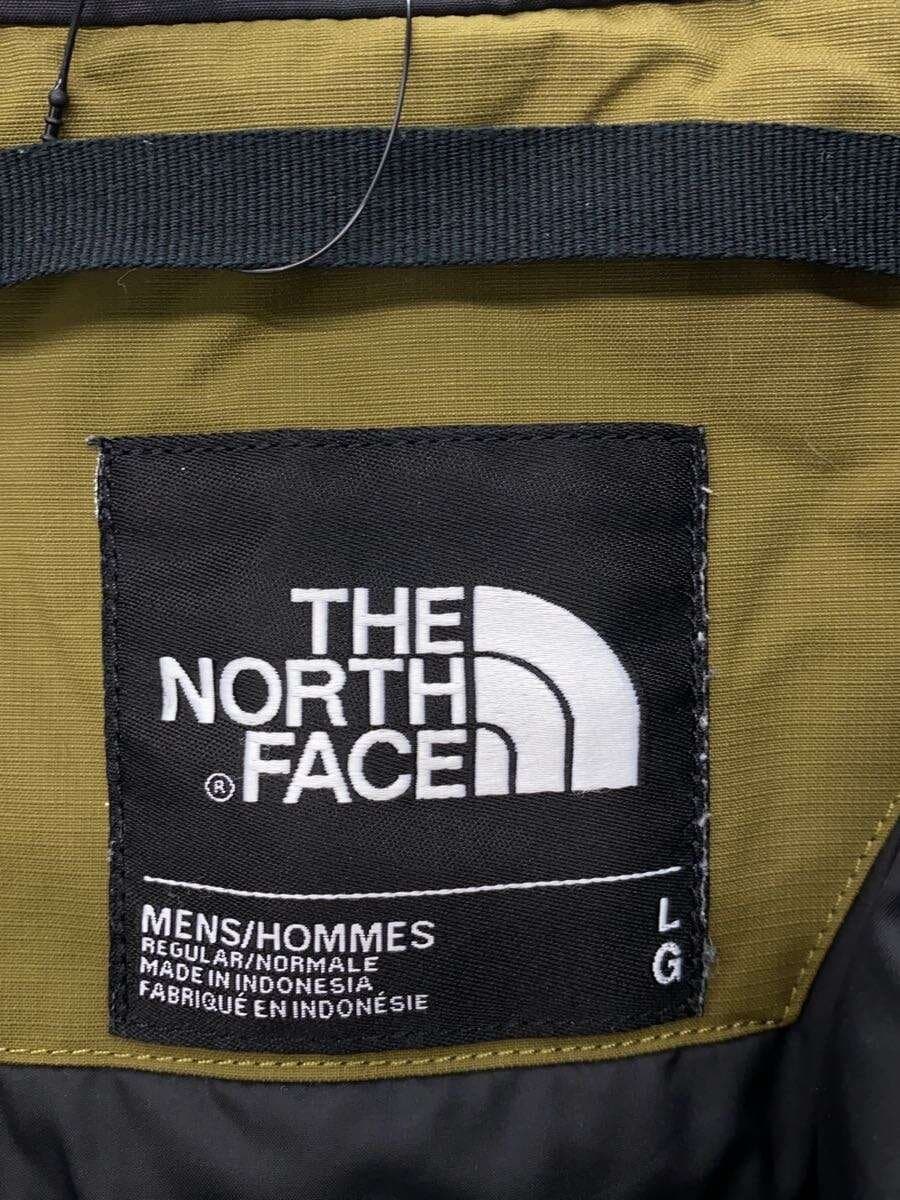 THE
NORTH
® FACE
MENS/HOMMES
REGULAR/NORMALE
MADE IN INDONESIA
FABRIQUÉ EN INDONÉSIE
L
G